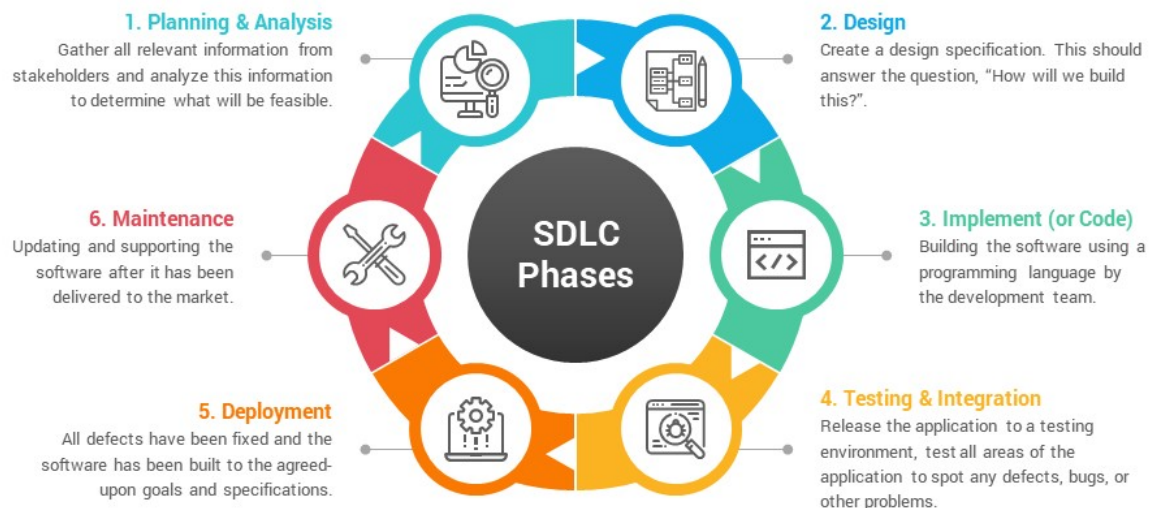 1. Planning & Analysis
Gather all relevant information from
stakeholders and analyze this information
to determine what will be feasible.
2. Design
Create a design specification. This should
answer the question, “How will we build
this?”.
6. Maintenance
Updating and supporting the
software after it has been
delivered to the market.
SDLC
Phases
3. Implement (or Code)
Building the software using a
programming language by
the development team.
5. Deployment
All defects have been fixed and the
software has been built to the agreed-
upon goals and specifications.
4. Testing & Integration
Release the application to a testing
environment, test all areas of the
application to spot any defects, bugs, or
other problems.